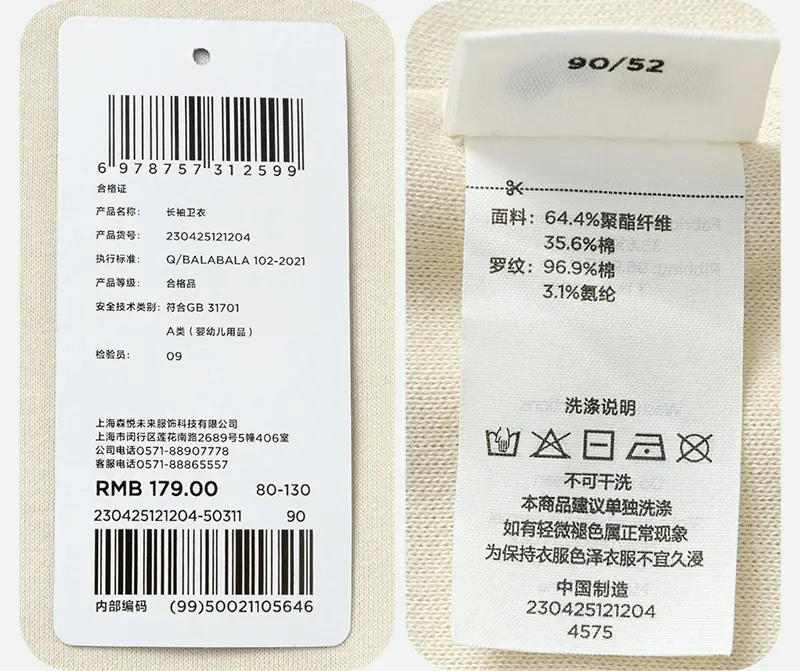 6 978757 312599
合格证
产品名称: 长袖卫衣
产品货号: 230425121204
执行标准: Q/BALABALA 102-2021
产品等级: 合格品
安全技术类别: 符合GB 31701
A类（婴幼儿用品）
检验员: 09
上海森悦未来服饰科技有限公司
上海市闵行区莲花南路2689号5幢406室
公司电话0571-88907778
客服电话0571-88865557
RMB 179.00 80-130
230425121204-50311 90
内部编码 (99)50021105646
90/52
面料: 64.4%聚酯纤维
35.6%棉
罗纹: 96.9%棉
3.1%氨纶
洗涤说明
不可干洗
本商品建议单独洗涤
如有轻微褪色属正常现象
为保持衣服色泽衣服不宜久浸
中国制造
230425121204
4575